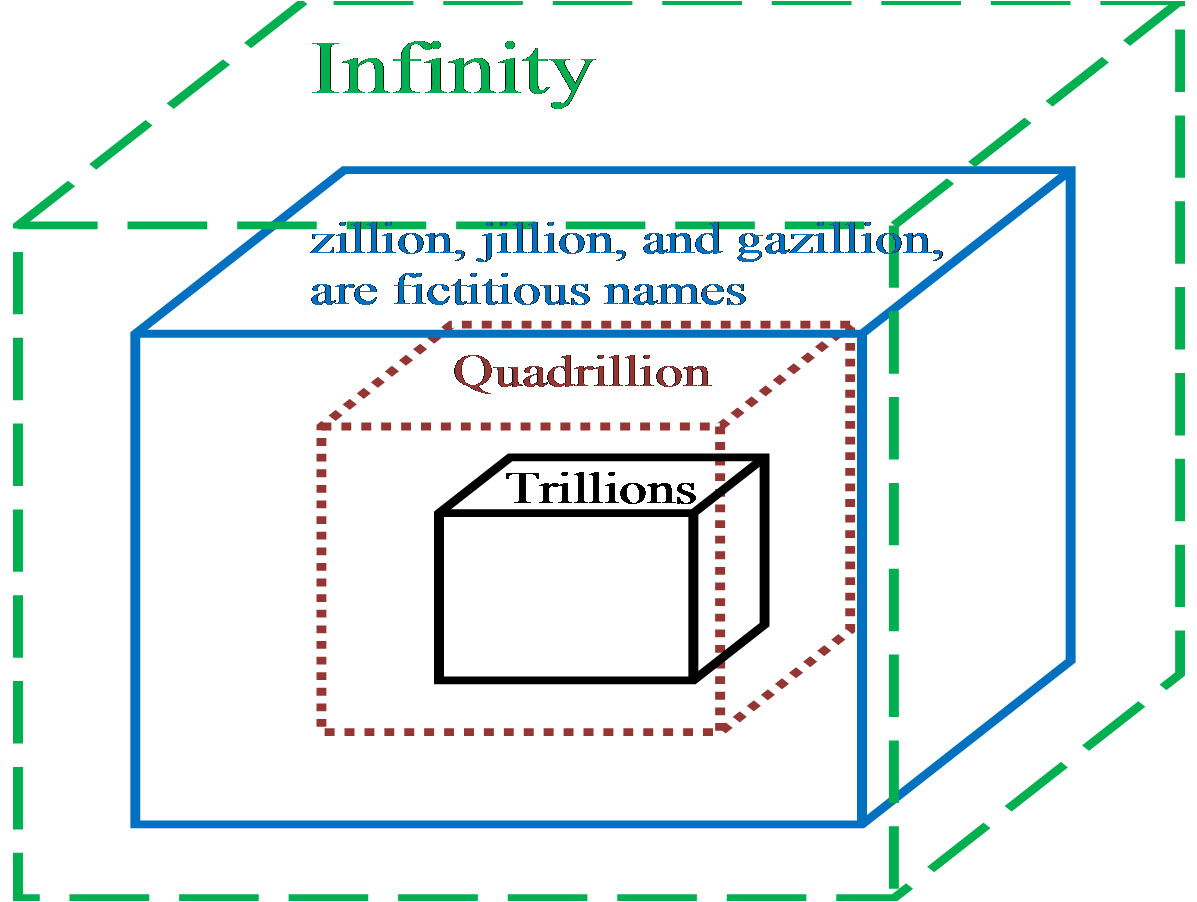 Infinity
zillion, jillion, and gazillion,
are fictitious names
Quadrillion
Trillions